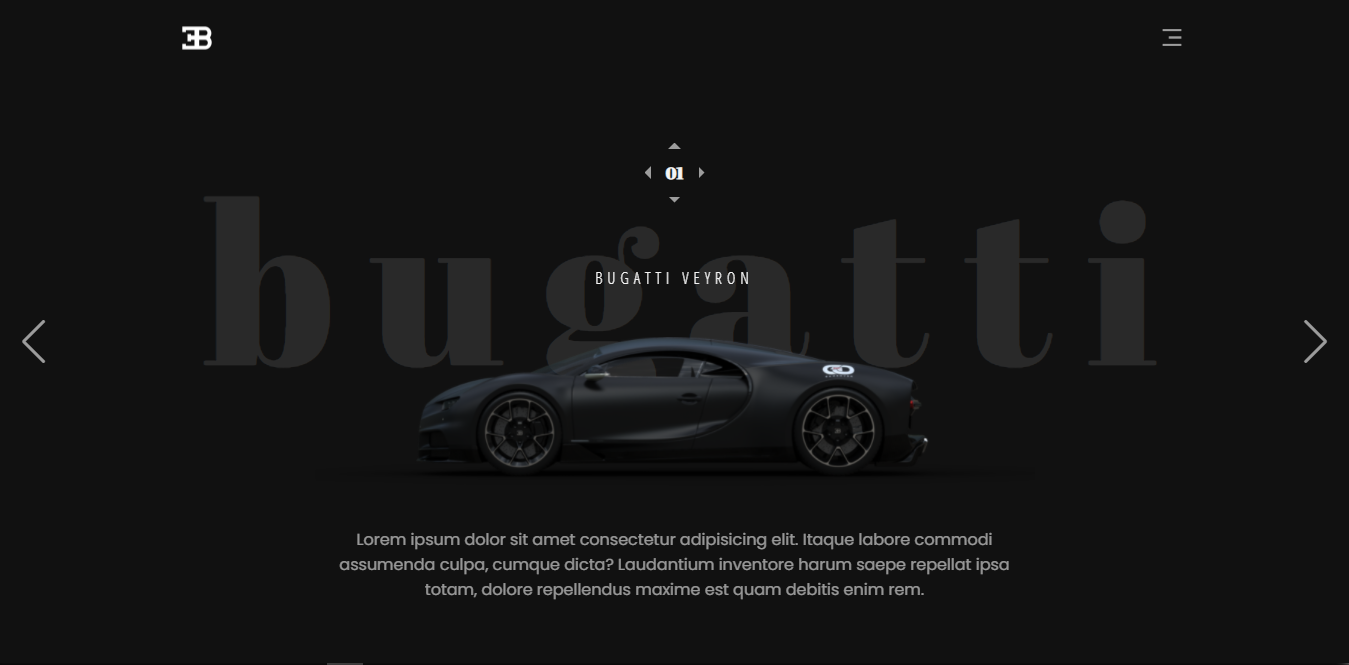 EB
01
bugatti
BUGATTI VEYRON
Lorem ipsum dolor sit amet consectetur adipisicing elit. Itaque labore commodi
assumenda culpa, cumque dicta? Laudantium inventore harum saepe repellat ipsa
totam, dolore repellendus maxime est quam debitis enim rem.